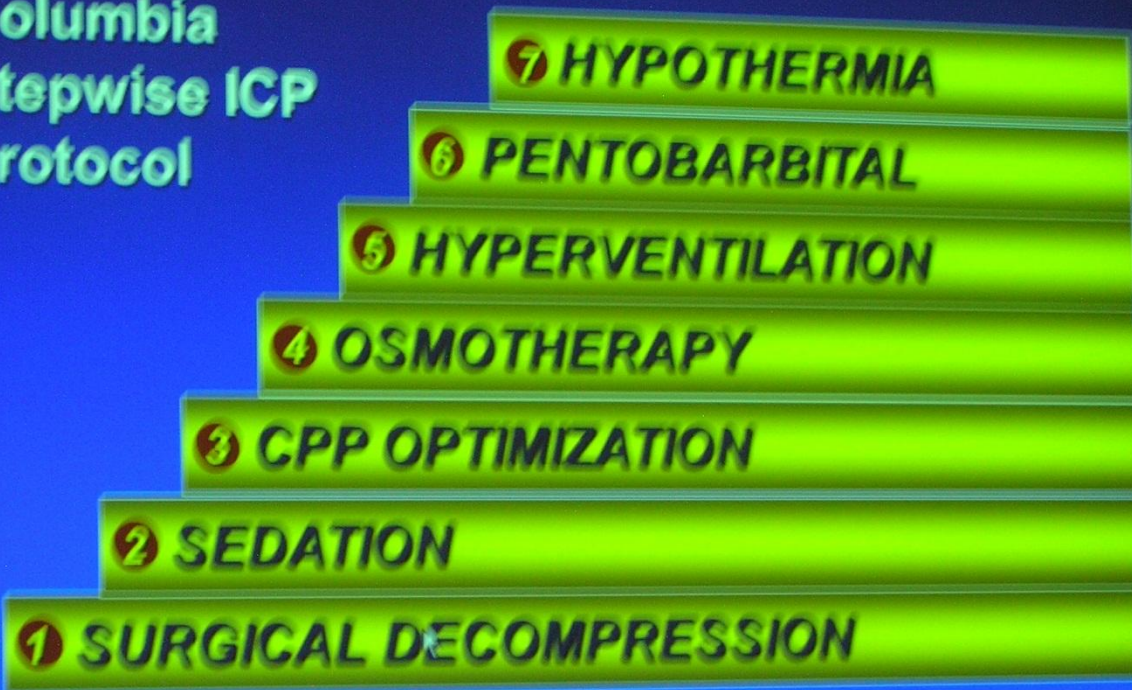 olumbia
tepwise ICP
rotocol
7 HYPOTHERMIA
6 PENTOBARBITAL
5 HYPERVENTILATION
4 OSMOTHERAPY
3 CPP OPTIMIZATION
2 SEDATION
1 SURGICAL DECOMPRESSION